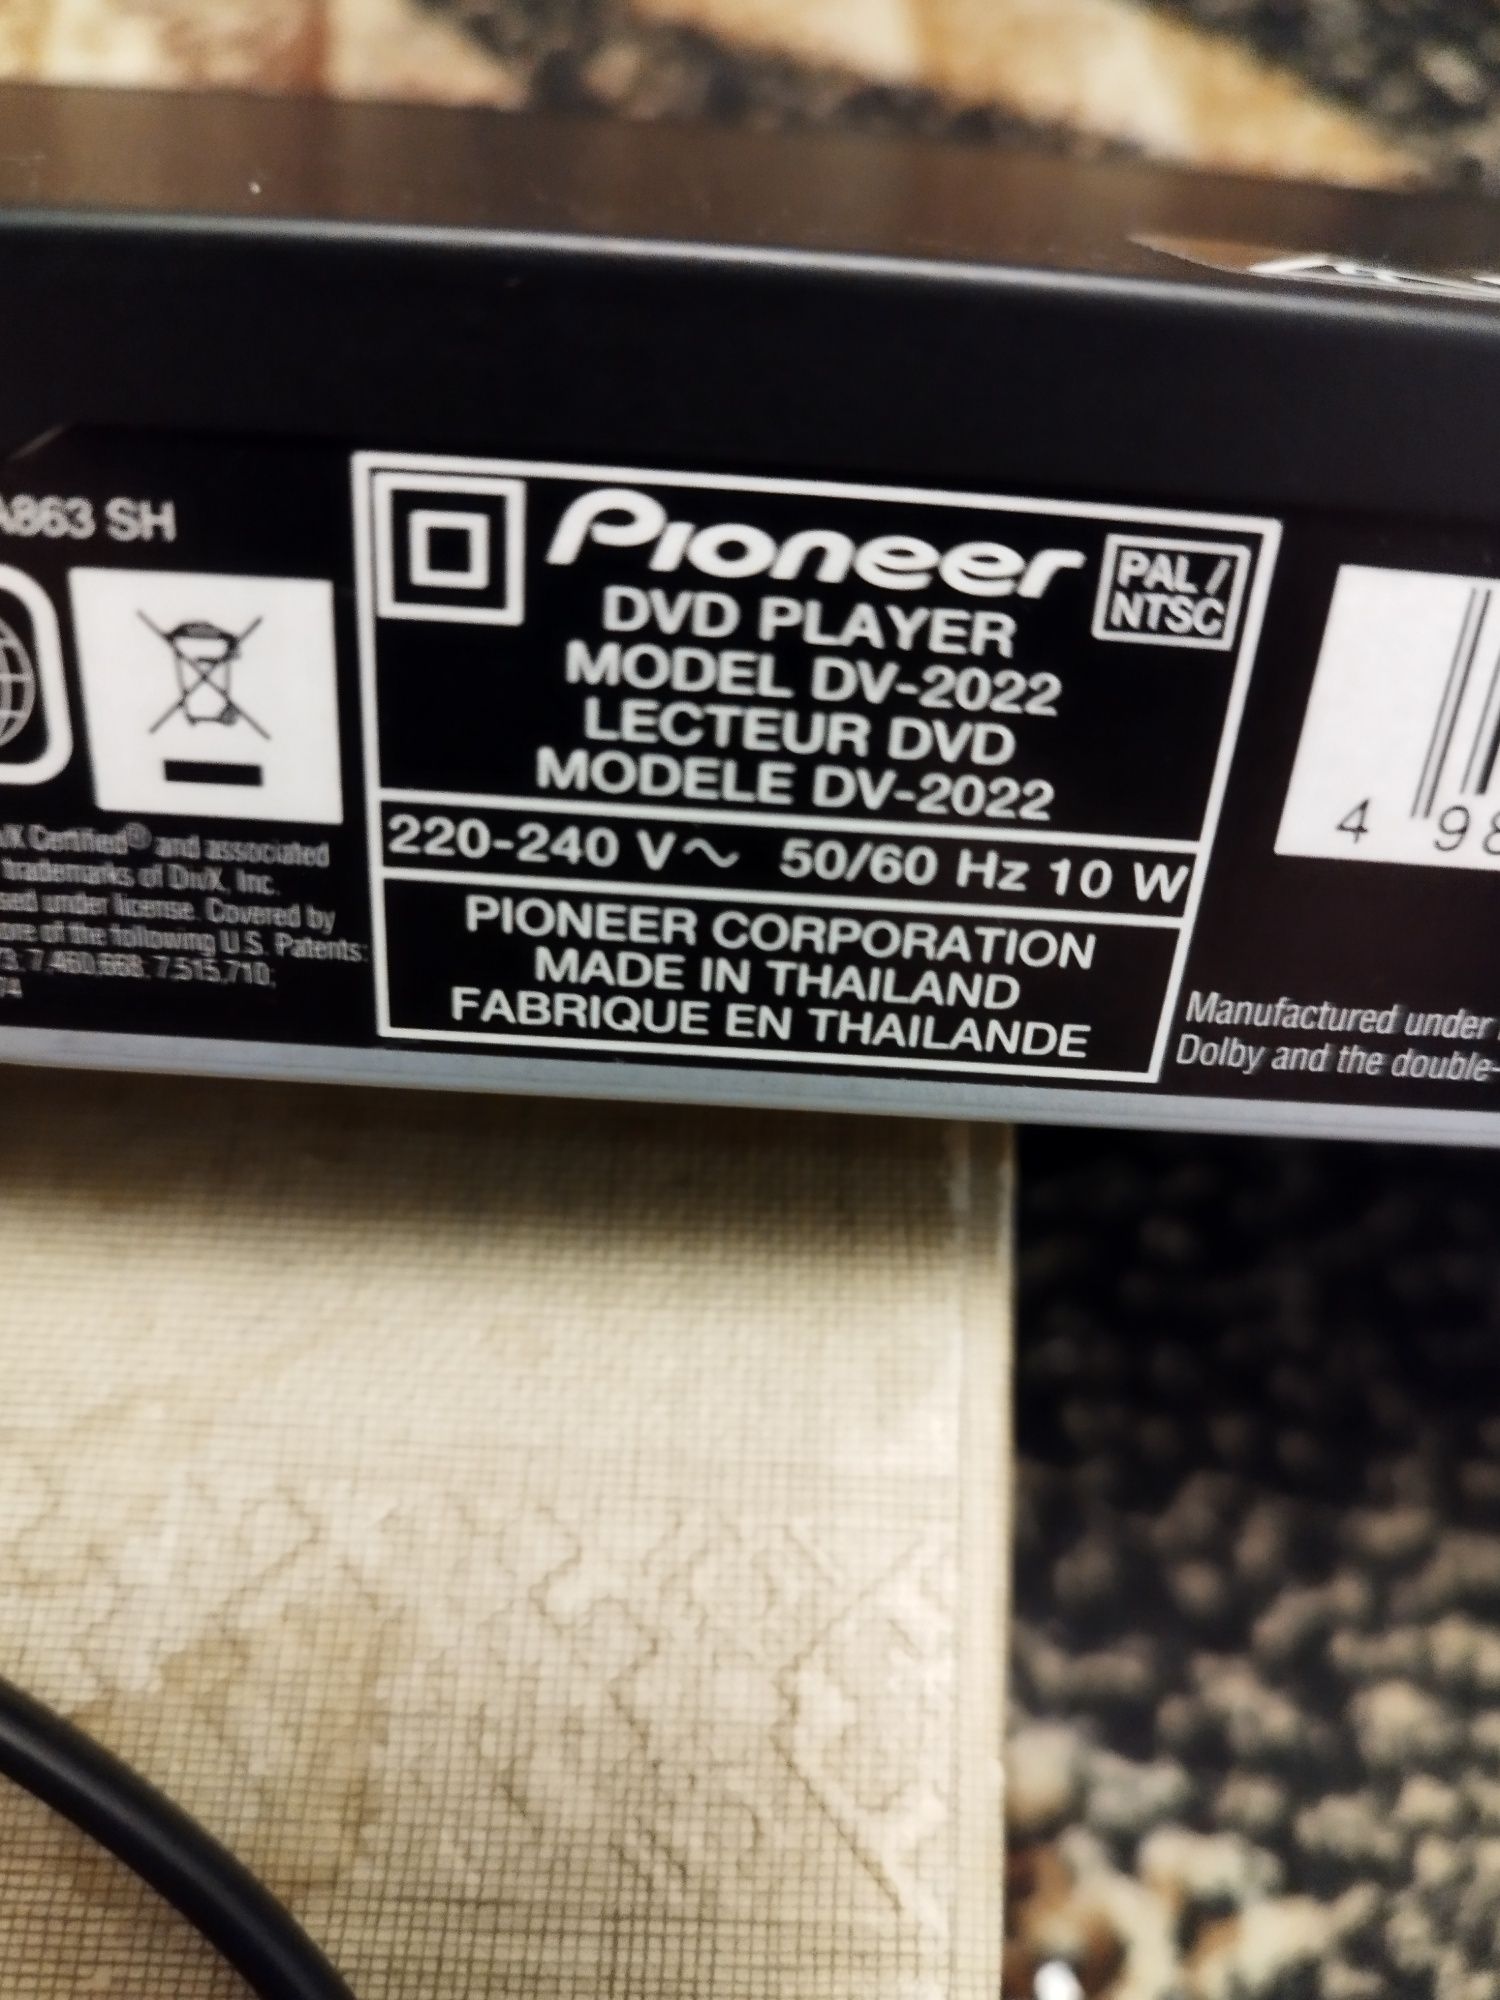 A863 SH
Pioneer
PAL /
NTSC
DVD PLAYER
MODEL DV-2022
LECTEUR DVD
MODELE DV-2022
220-240 V~ 50/60 Hz 10 W
PIONEER CORPORATION
MADE IN THAILAND
FABRIQUE EN THAILANDE
Certified® and associated
trademarks of DivX, Inc.
under license. Covered by
of the following U.S. Patents:
7,460,668; 7,515,710;
4 98
Manufactured under
Dolby and the double-